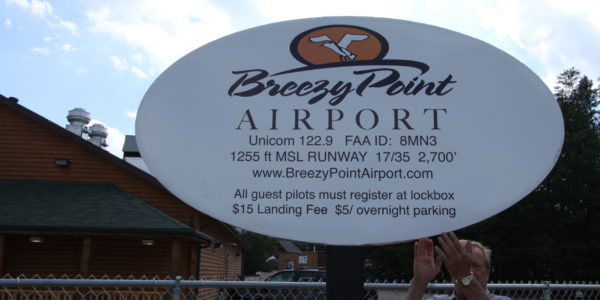 Breezy Point
AIRPORT
Unicom 122.9 FAA ID: 8MN3
1255 ft MSL RUNWAY 17/35 2,700'
www.BreezyPointAirport.com
All guest pilots must register at lockbox
$15 Landing Fee $5/ overnight parking